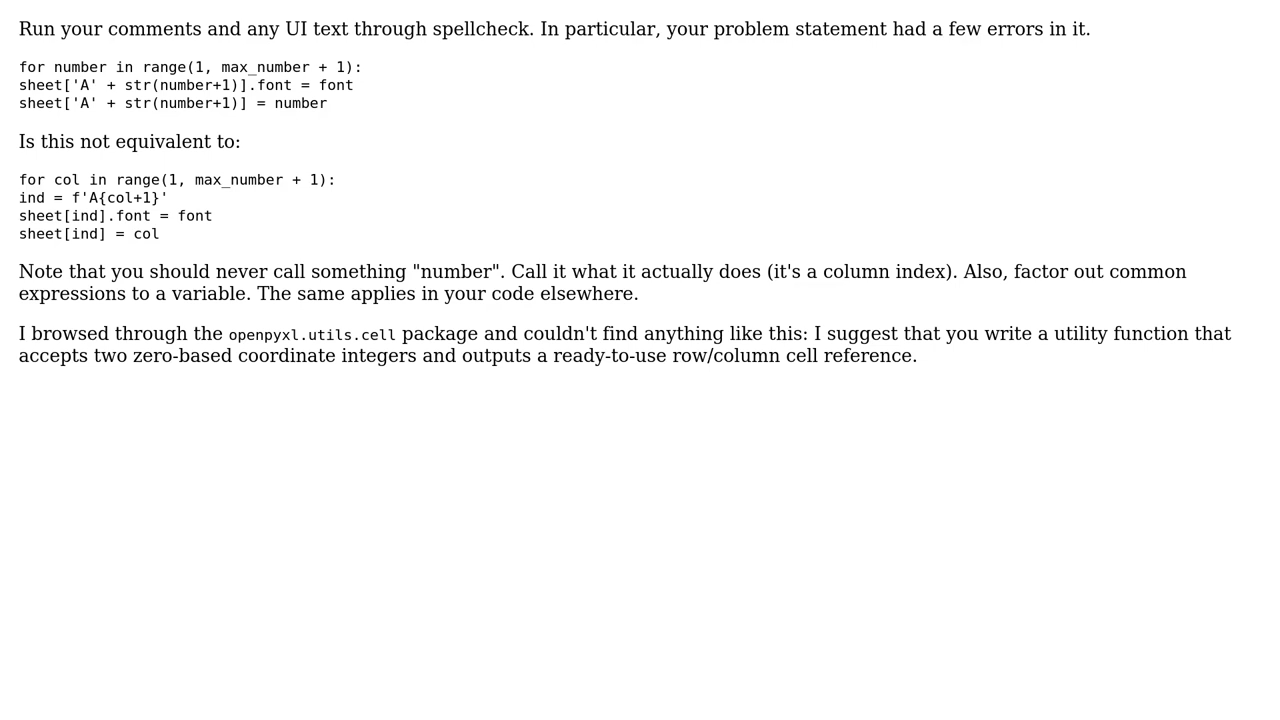 Run your comments and any UI text through spellcheck. In particular, your problem statement had a few errors in it.
for number in range(1, max_number + 1):
sheet['A' + str(number+1)].font = font
sheet['A' + str(number+1)] = number
Is this not equivalent to:
for col in range(1, max_number + 1):
ind = f'A{col+1}'
sheet[ind].font = font
sheet[ind] = col
Note that you should never call something "number". Call it what it actually does (it's a column index). Also, factor out common
expressions to a variable. The same applies in your code elsewhere.
I browsed through the openpyxl.utils.cell package and couldn't find anything like this: I suggest that you write a utility function that
accepts two zero-based coordinate integers and outputs a ready-to-use row/column cell reference.